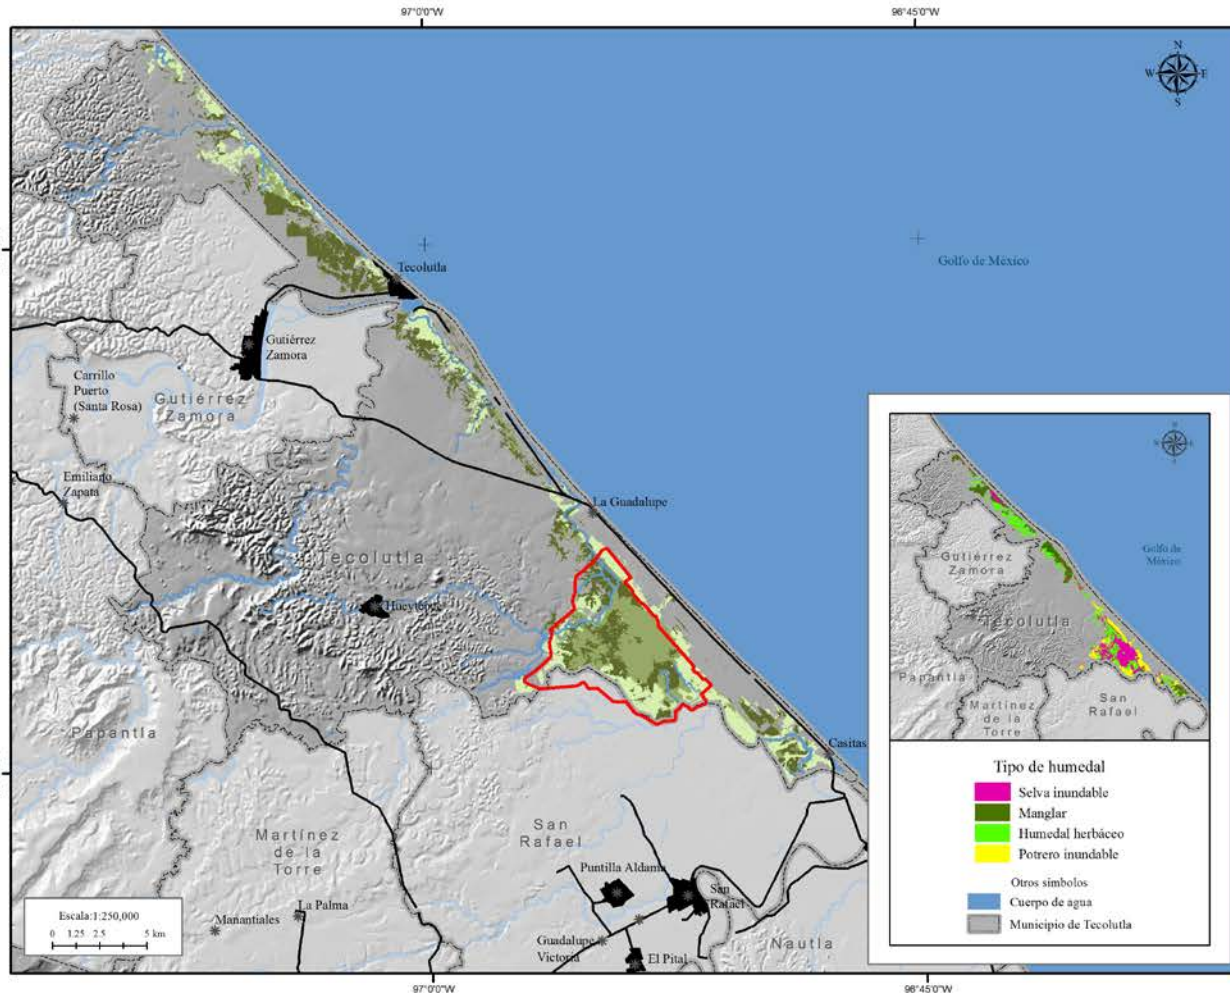 97°0'0"W
96°45'0"W
N
W
E
S
Tecolutla
Golfo de México
Gutiérrez
Zamora
Carrillo
Puerto
(Santa Rosa)
Gutiérrez
Zamora
Emiliano
Zapata
La Guadalupe
Tecolutla
Casitas
Papantla
San
Rafael
Martínez
de la
Torre
Puntilla Aldama
San
Rafael
La Palma
Manantiales
Guadalupe
Victoria
El Pital
Nautla
Escala:1:250,000
0 1.25 2.5 5 km
N
E
S
Gutiérrez
Zamora
Golfo de
México
Tecolutla
Papantla
Martínez
de la
Torre
San
Rafael
Tipo de humedal
Selva inundable
Manglar
Humedal herbáceo
Potrero inundable
Otros símbolos
Cuerpo de agua
Municipio de Tecolutla
97°0'0"W
96°45'0"W